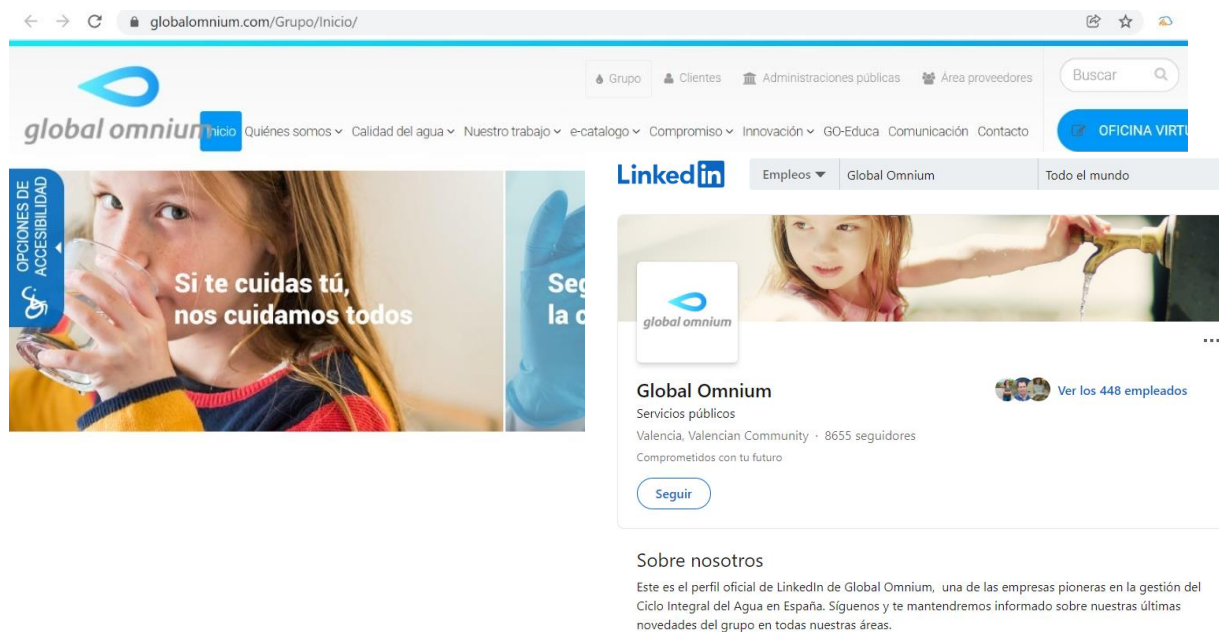 globalomnium.com/Grupo/Inicio/
Grupo Clientes Administraciones públicas Área proveedores Buscar
global omnium
Inicio Quiénes somos Calidad del agua Nuestro trabajo e-catalogo Compromiso Innovación GO-Educa Comunicación Contacto OFICINA VIRTU
OPCIONES DE
ACCESIBILIDAD
Si te cuidas tú,
nos cuidamos todos
Seg
la c
Linkedin Empleos Global Omnium Todo el mundo
global omnium
Global Omnium
Ver los 448 empleados
Servicios públicos
Valencia, Valencian Community · 8655 seguidores
Comprometidos con tu futuro
Seguir
Sobre nosotros
Este es el perfil oficial de LinkedIn de Global Omnium, una de las empresas pioneras en la gestión del
Ciclo Integral del Agua en España. Síguenos y te mantendremos informado sobre nuestras últimas
novedades del grupo en todas nuestras áreas.